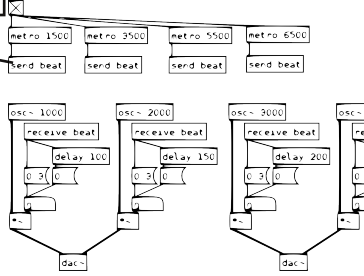 metro 1500 metro 3500 metro 5500 metro 6500
send beat send beat send beat send beat
osc~ 1000 osc~ 2000 osc~ 3000 osc~
receive beat receive beat receive beat re
delay 100 delay 150 delay 200
0 3 0 0 3 0 0 3 0
*~ *~ *~ *~
dac~ dac~